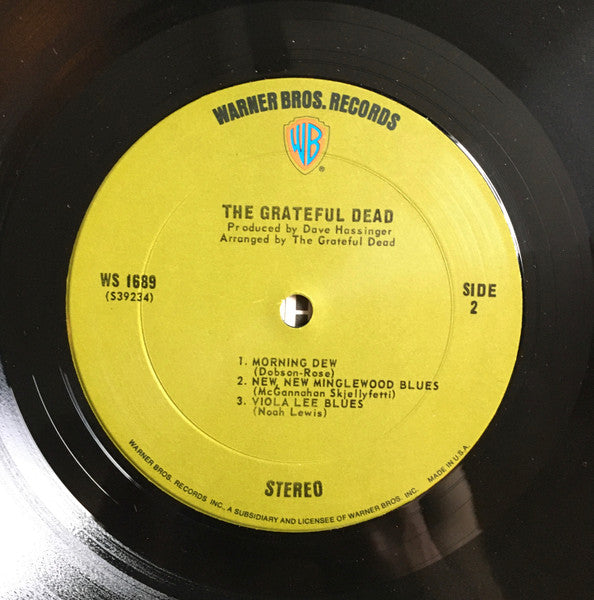 WARNER BROS. RECORDS
WB
®
THE GRATEFUL DEAD
Produced by Dave Hassinger
Arranged by The Grateful Dead
WS 1689
(S39234)
SIDE
2
1. MORNING DEW
(Dobson-Rose)
2. NEW, NEW MINGLEWOOD BLUES
(McGannahan Skjellyfetti)
3. VIOLA LEE BLUES
(Noah Lewis)
STEREO
WARNER BROS. RECORDS INC., A SUBSIDIARY AND LICENSEE OF WARNER BROS. INC. MADE IN U.S.A.